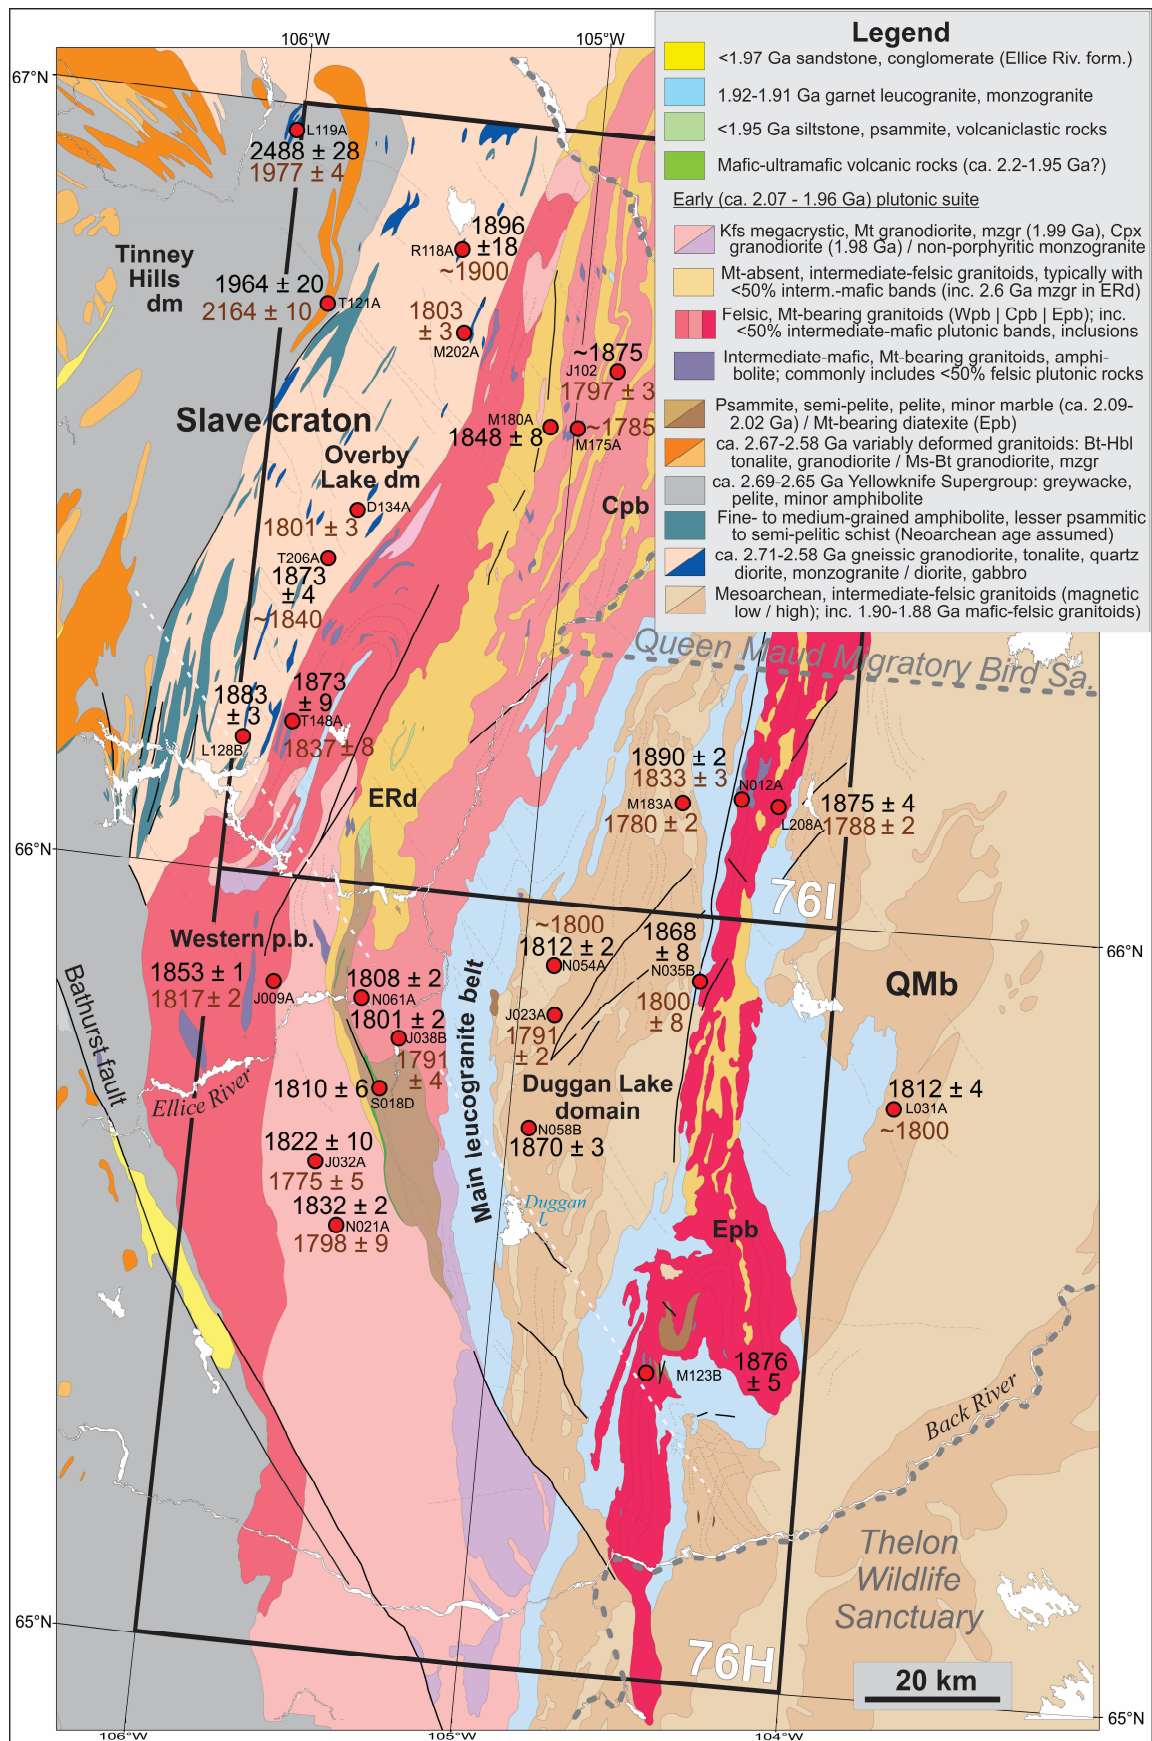 106°W
105°W
67°N
Legend
<1.97 Ga sandstone, conglomerate (Ellice Riv. form.)
1.92-1.91 Ga garnet leucogranite, monzogranite
<1.95 Ga siltstone, psammite, volcaniclastic rocks
Mafic-ultramafic volcanic rocks (ca. 2.2-1.95 Ga?)
Early (ca. 2.07 - 1.96 Ga) plutonic suite
Kfs megacrystic, Mt granodiorite, mzgr (1.99 Ga), Cpx
granodiorite (1.98 Ga) / non-porphyritic monzogranite
Mt-absent, intermediate-felsic granitoids, typically with
<50% interm.-mafic bands (inc. 2.6 Ga mzgr in ERd)
Felsic, Mt-bearing granitoids (Wpb | Cpb | Epb); inc.
<50% intermediate-mafic plutonic bands, inclusions
Intermediate-mafic, Mt-bearing granitoids, amphi-
bolite; commonly includes <50% felsic plutonic rocks
Psammite, semi-pelite, pelite, minor marble (ca. 2.09-
2.02 Ga) / Mt-bearing diatexite (Epb)
ca. 2.67-2.58 Ga variably deformed granitoids: Bt-Hbl
tonalite, granodiorite / Ms-Bt granodiorite, mzgr
ca. 2.69-2.65 Ga Yellowknife Supergroup: greywacke,
pelite, minor amphibolite
Fine- to medium-grained amphibolite, lesser psammitic
to semi-pelitic schist (Neoarchean age assumed)
ca. 2.71-2.58 Ga gneissic granodiorite, tonalite, quartz
diorite, monzogranite / diorite, gabbro
Mesoarchean, intermediate-felsic granitoids (magnetic
low / high); inc. 1.90-1.88 Ga mafic-felsic granitoids)
L119A
2488 ± 28
1977 ± 4
1896
±18
R118A
~1900
Tinney
Hills
dm
1964 ± 20
2164 ± 10
T121A
1803
± 3
M202A
~1875
J102
1797 ± 3
M180A
1848 ± 8
~1785
M175A
Slave craton
Overby
Lake dm
D134A
1801 ± 3
Cpb
T206A
1873
± 4
~1840
Queen Maud Migratory Bird Sa.
1883
± 3
L128B
1873
± 9
T148A
1837 ± 8
1890 ± 2
1833 ± 3
M183A
1780 ± 2
N012A
L208A
1875 ± 4
1788 ± 2
ERd
66°N
76I
Western p.b.
~1800
1812 ± 2
N054A
1868
± 8
N035B
1800
± 8
66°N
1853 ± 1
1817 ± 2
J009A
1808 ± 2
N061A
1801 ± 2
J038B
1791
± 4
J023A
1791
± 2
QMb
Bathurst fault
Main leucogranite belt
Ellice River
1810 ± 6
S018D
Duggan Lake
domain
N058B
1870 ± 3
1812 ± 4
L031A
~1800
1822 ± 10
J032A
1775 ± 5
1832 ± 2
N021A
1798 ± 9
Duggan
L
Epb
M123B
1876
± 5
Back River
Thelon
Wildlife
Sanctuary
65°N
76H
20 km
65°N
106°W
105°W
104°W